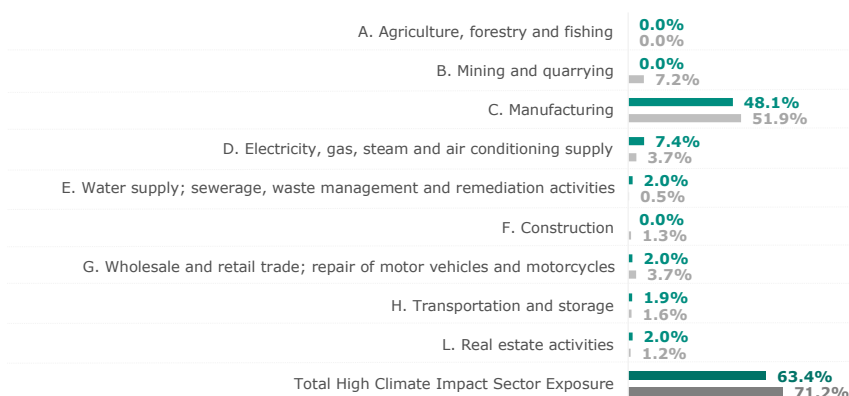 A. Agriculture, forestry and fishing
0.0%
0.0%
B. Mining and quarrying
0.0%
7.2%
C. Manufacturing
48.1%
51.9%
D. Electricity, gas, steam and air conditioning supply
7.4%
3.7%
E. Water supply; sewerage, waste management and remediation activities
2.0%
0.5%
F. Construction
0.0%
1.3%
G. Wholesale and retail trade; repair of motor vehicles and motorcycles
2.0%
3.7%
H. Transportation and storage
1.9%
1.6%
L. Real estate activities
2.0%
1.2%
Total High Climate Impact Sector Exposure
63.4%
71.2%